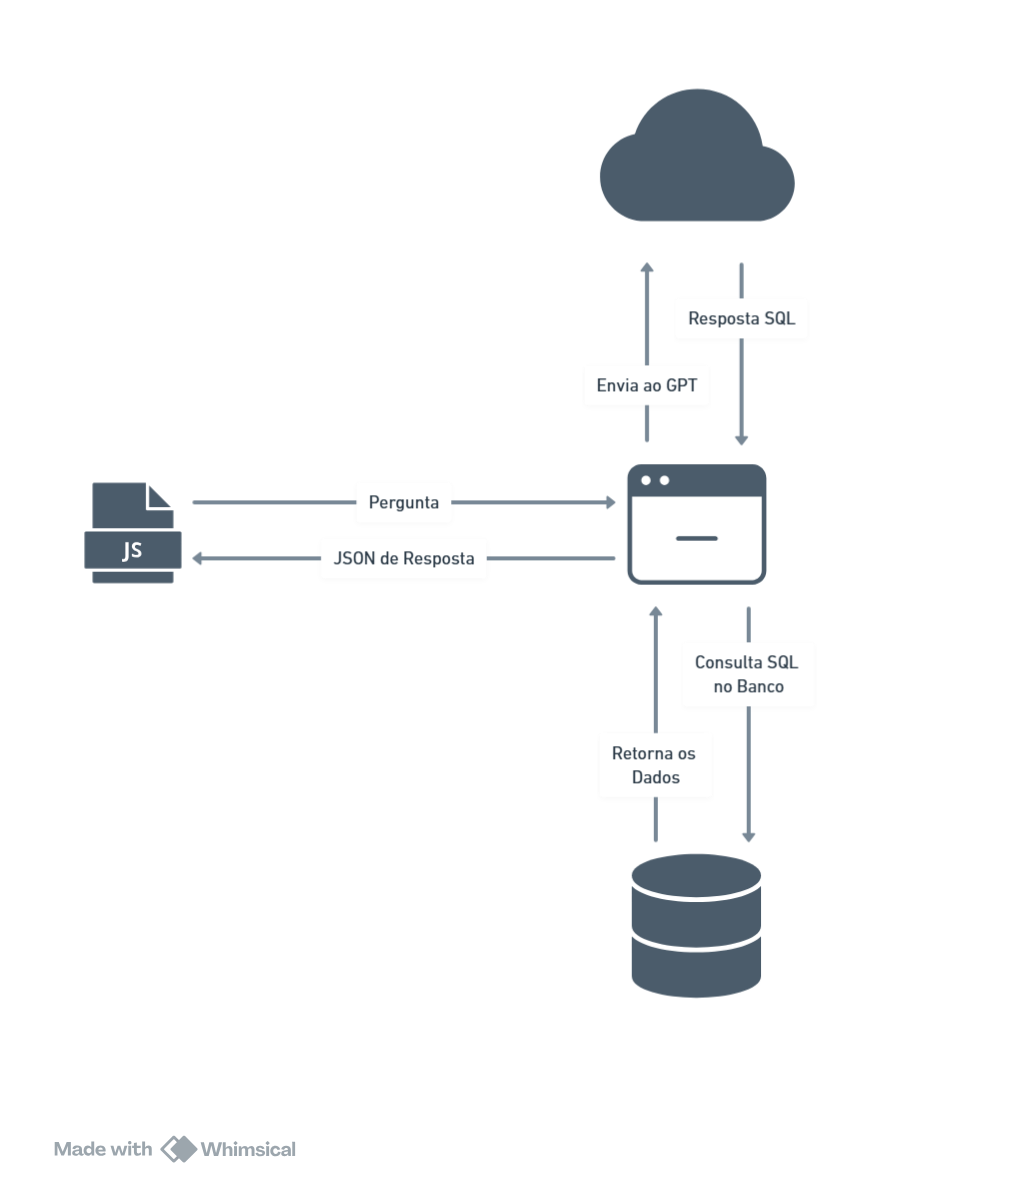 Resposta SQL
Envia ao GPT
Pergunta
JS
JSON de Resposta
Consulta SQL
no Banco
Retorna os
Dados
Made with Whimsical